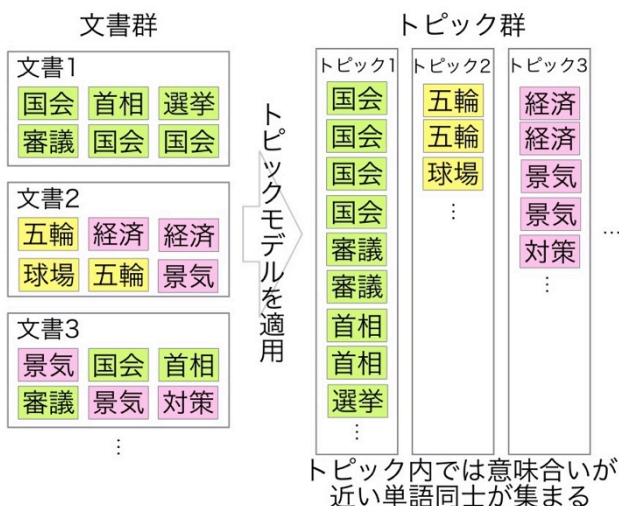 文書群
文書1
国会 首相 選挙
審議 国会 国会
文書2
五輪 経済 経済
球場 五輪 景気
文書3
景気 国会 首相
審議 景気 対策
⋮
トピックモデルを適用
トピック群
トピック1
国会
国会
国会
国会
審議
審議
首相
首相
選挙
⋮
トピック2
五輪
五輪
球場
⋮
トピック3
経済
経済
景気
景気
対策
⋮
…
トピック内では意味合いが
近い単語同士が集まる